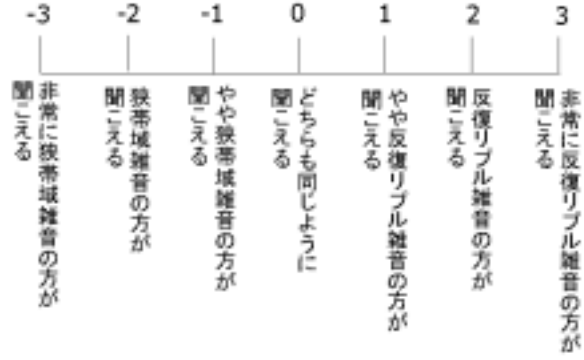 -3
-2
-1
0
1
2
3
非常に狭帯域雑音の方が
聞こえる
狭帯域雑音の方が
聞こえる
やや狭帯域雑音の方が
聞こえる
どちらも同じように
聞こえる
やや反復リプル雑音の方が
聞こえる
反復リプル雑音の方が
聞こえる
非常に反復リプル雑音の方が
聞こえる